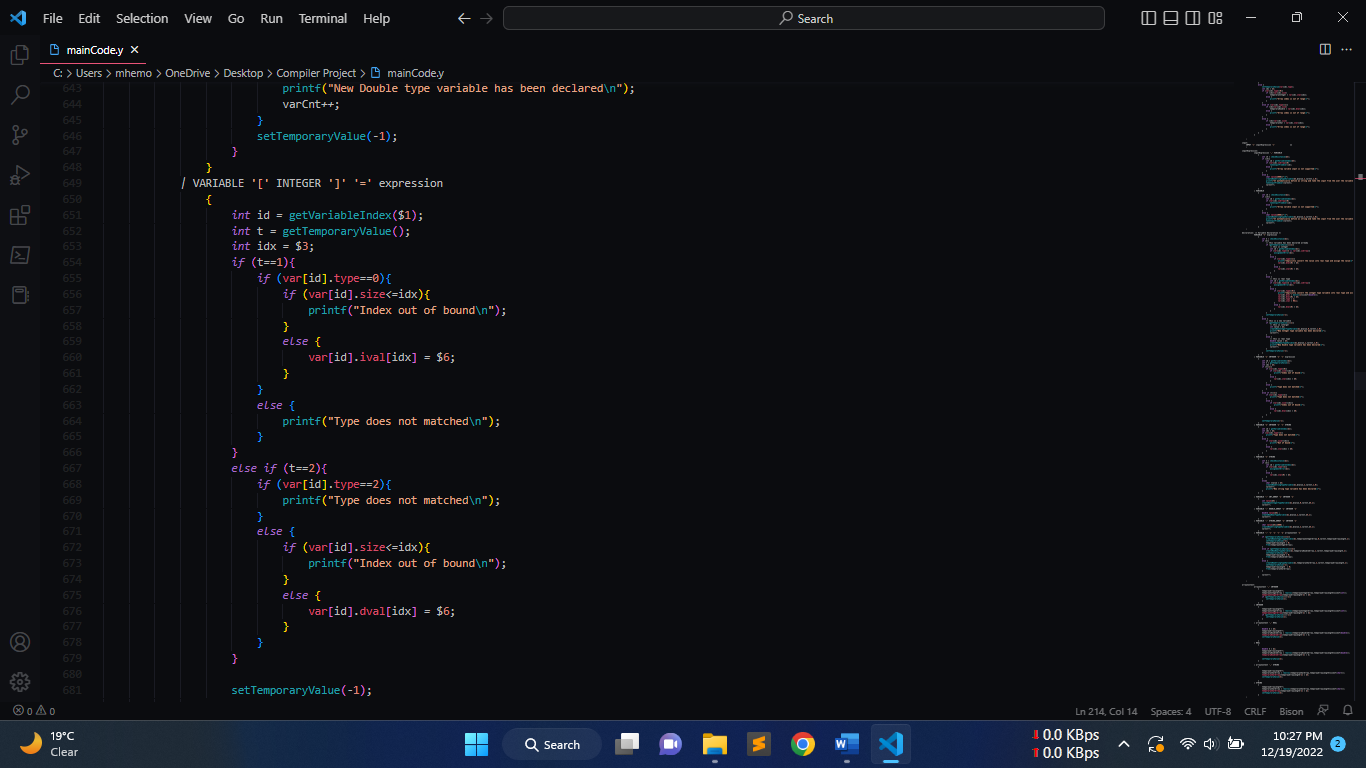 File Edit Selection View Go Run Terminal Help
Search
mainCode.y
C: > Users > mhemo > OneDrive > Desktop > Compiler Project > mainCode.y
643 printf("New Double type variable has been declared\n");
644 varCnt++;
645 }
646 setTemporaryValue(-1);
647 }
648 }
649 | VARIABLE '[' INTEGER ']' '=' expression
650 {
651 int id = getVariableIndex($1);
652 int t = getTemporaryValue();
653 int idx = $3;
654 if (t==1){
655 if (var[id].type==0){
656 if (var[id].size<=idx){
657 printf("Index out of bound\n");
658 }
659 else {
660 var[id].ival[idx] = $6;
661 }
662 }
663 else {
664 printf("Type does not matched\n");
665 }
666 }
667 else if (t==2){
668 if (var[id].type==2){
669 printf("Type does not matched\n");
670 }
671 else {
672 if (var[id].size<=idx){
673 printf("Index out of bound\n");
674 }
675 else {
676 var[id].dval[idx] = $6;
677 }
678 }
679 }
680
681 setTemporaryValue(-1);
0 0 Ln 214, Col 14 Spaces: 4 UTF-8 CRLF Bison
19°C
Clear
Search
0.0 KBps
0.0 KBps
10:27 PM
12/19/2022
2